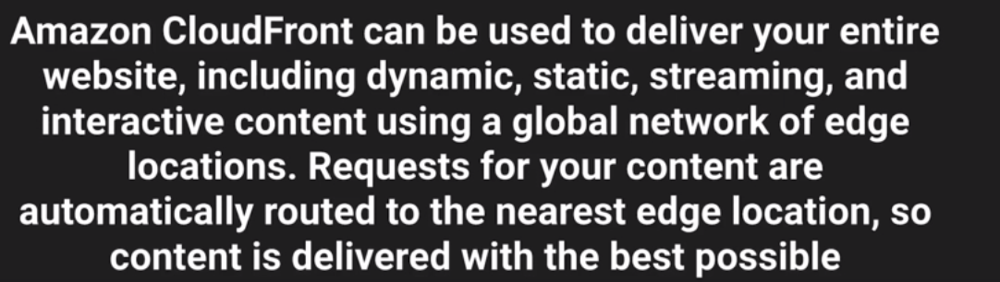 Amazon CloudFront can be used to deliver your entire
website, including dynamic, static, streaming, and
interactive content using a global network of edge
locations. Requests for your content are
automatically routed to the nearest edge location, so
content is delivered with the best possible